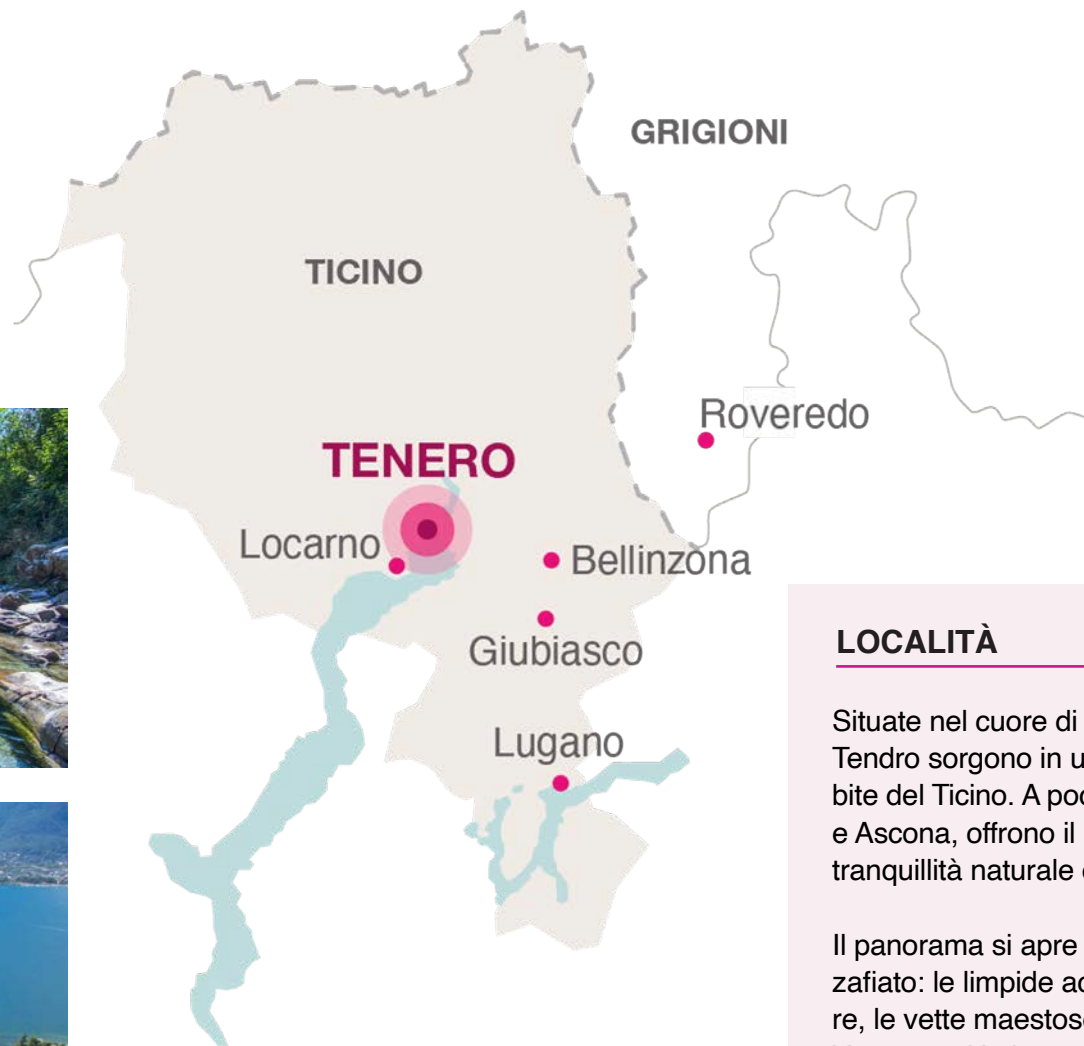 GRIGIONI
TICINO
Roveredo
TENERO
Locarno
Bellinzona
Giubiasco
Lugano
LOCALITÀ
Situate nel cuore di
Tendro sorgono in u
bite del Ticino. A poc
e Ascona, offrono il
tranquillità naturale
Il panorama si apre
zafiato: le limpide ac
re, le vette maestos